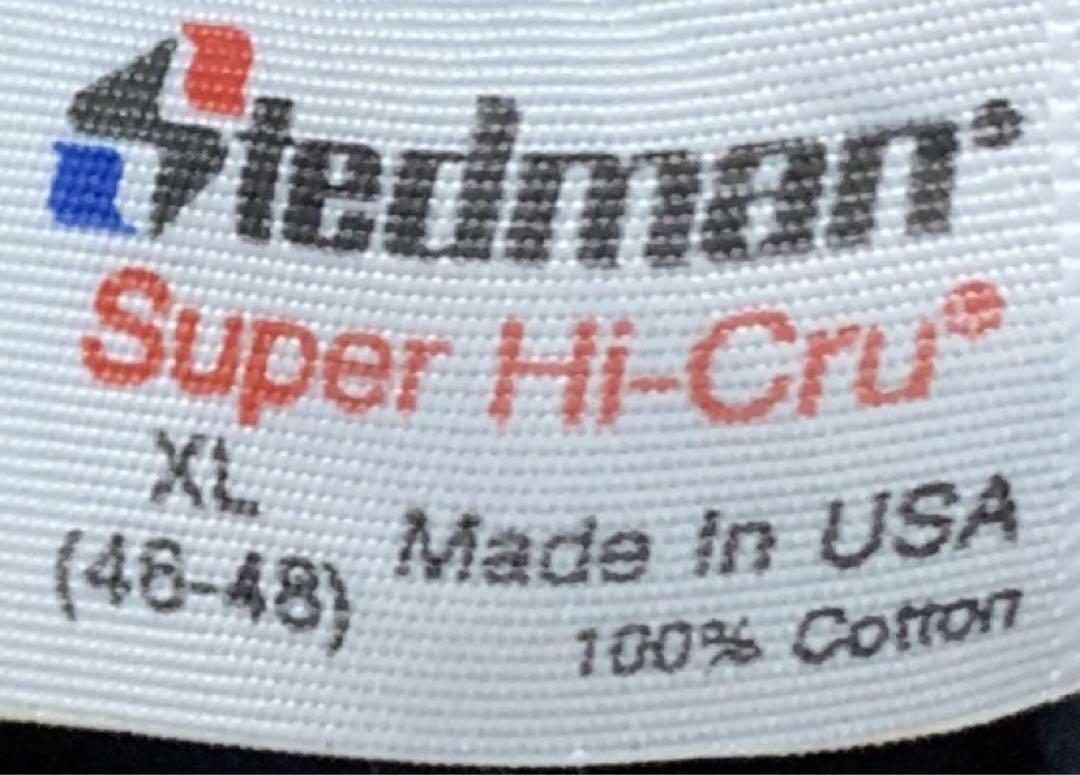 Stedman®
Super Hi-Cru®
XL
(46-48)
Made in USA
100% Cotton